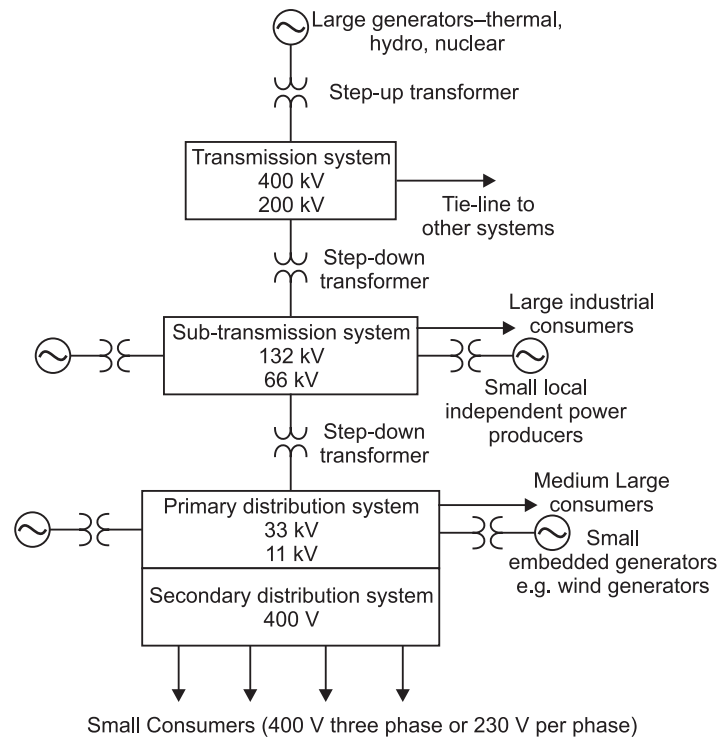 Large generators–thermal,
hydro, nuclear
Step-up transformer
Transmission system
400 kV
200 kV
Tie-line to
other systems
Step-down
transformer
Large industrial
consumers
Sub-transmission system
132 kV
66 kV
Small local
independent power
producers
Step-down
transformer
Medium Large
consumers
Primary distribution system
33 kV
11 kV
Small
embedded generators
e.g. wind generators
Secondary distribution system
400 V
Small Consumers (400 V three phase or 230 V per phase)